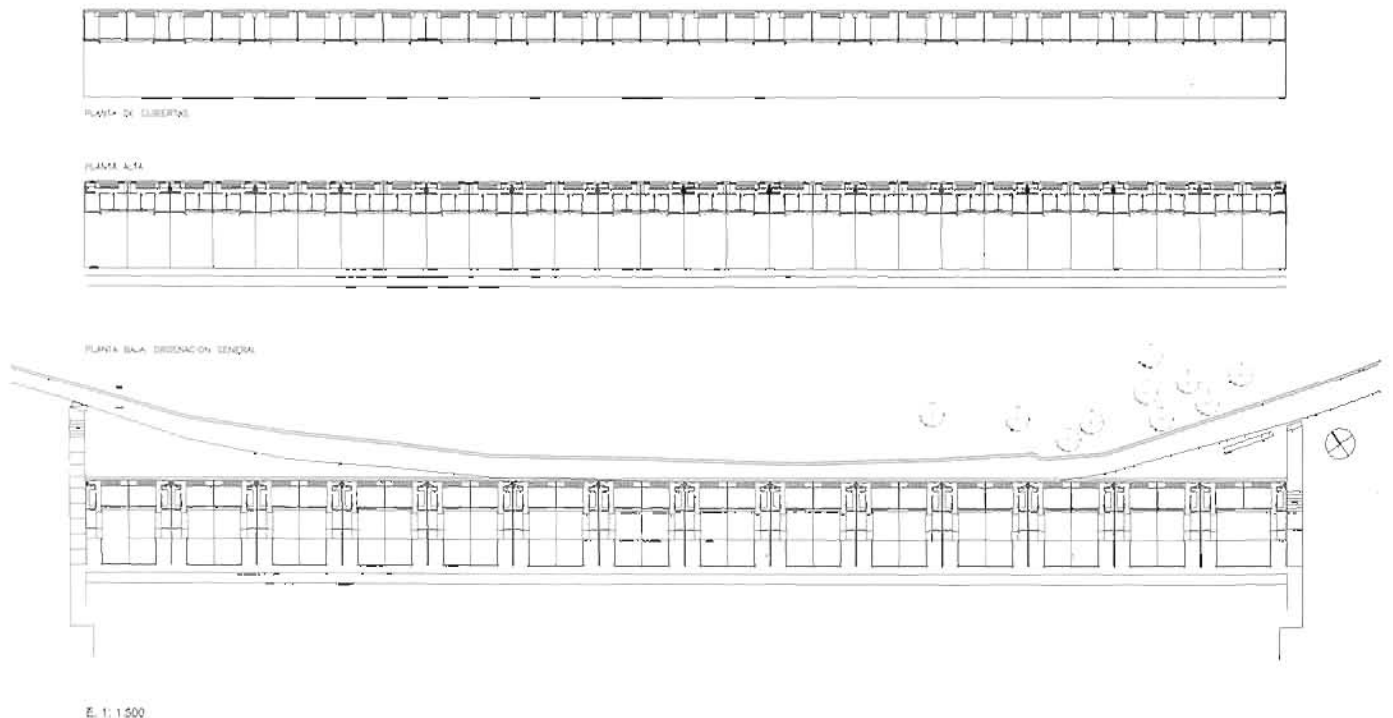 PLANTA DE CUBIERTAS
PLANTA ALTA
PLANTA BAJA. ORDENACION GENERAL
E. 1: 1.500